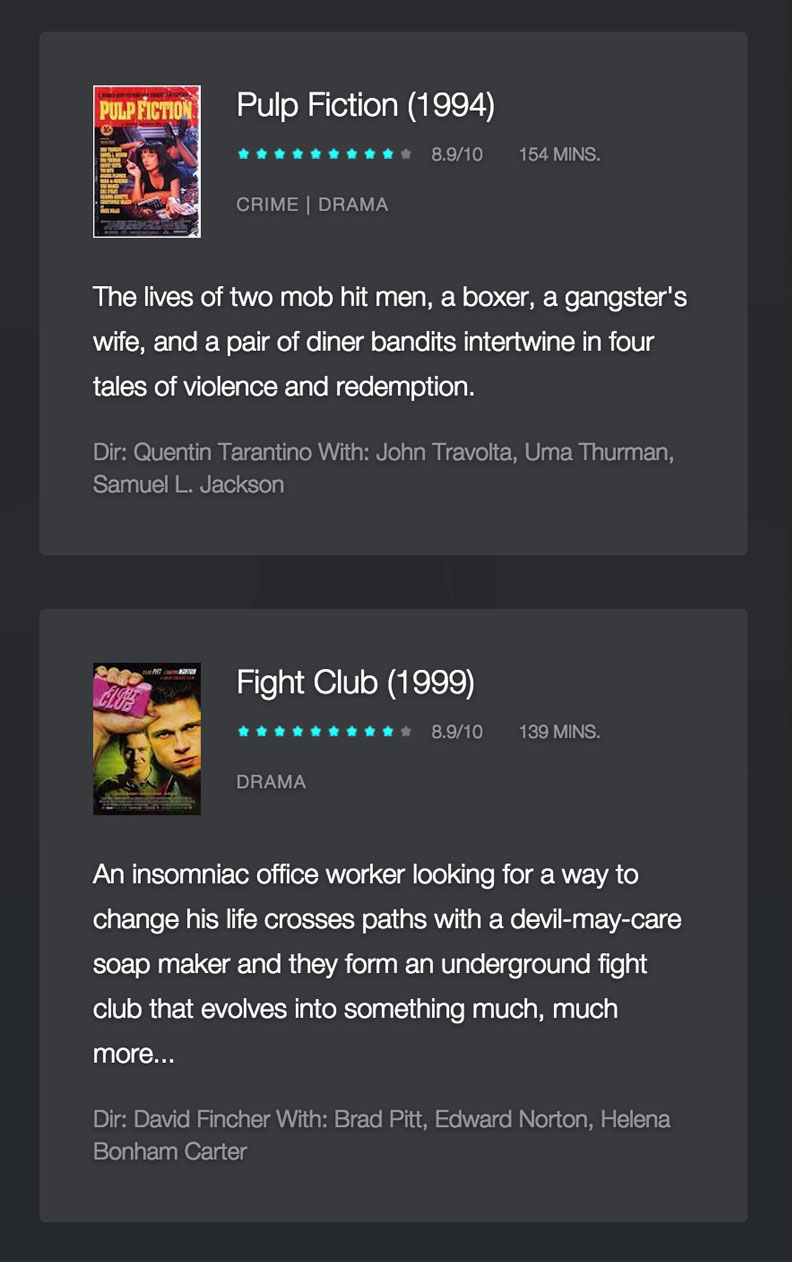 PULP FICTION
Pulp Fiction (1994)
8.9/10 154 MINS.
CRIME | DRAMA
The lives of two mob hit men, a boxer, a gangster's
wife, and a pair of diner bandits intertwine in four
tales of violence and redemption.
Dir: Quentin Tarantino With: John Travolta, Uma Thurman,
Samuel L. Jackson
FIGHT
CLUB
Fight Club (1999)
8.9/10 139 MINS.
DRAMA
An insomniac office worker looking for a way to
change his life crosses paths with a devil-may-care
soap maker and they form an underground fight
club that evolves into something much, much
more...
Dir: David Fincher With: Brad Pitt, Edward Norton, Helena
Bonham Carter